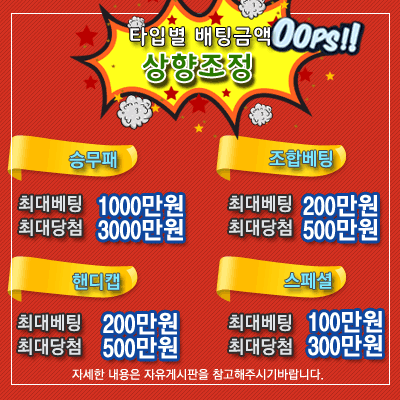 타입별 배팅금액 OOPS!!
상향조정
승무패
최대베팅 1000만원
최대당첨 3000만원
조합베팅
최대베팅 200만원
최대당첨 500만원
핸디캡
최대베팅 200만원
최대당첨 500만원
스페셜
최대베팅 100만원
최대당첨 300만원
자세한 내용은 자유게시판을 참고해주시기바랍니다.